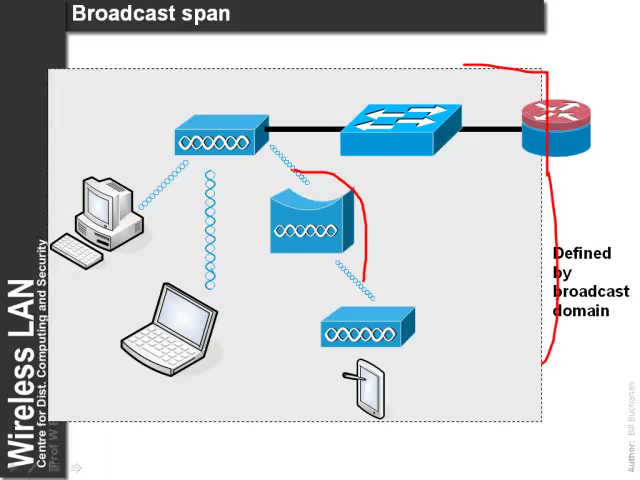 Broadcast span
Defined
by
broadcast
domain
Wireless LAN
Centre for Dist. Computing and Security
Author: Bill Buchanan